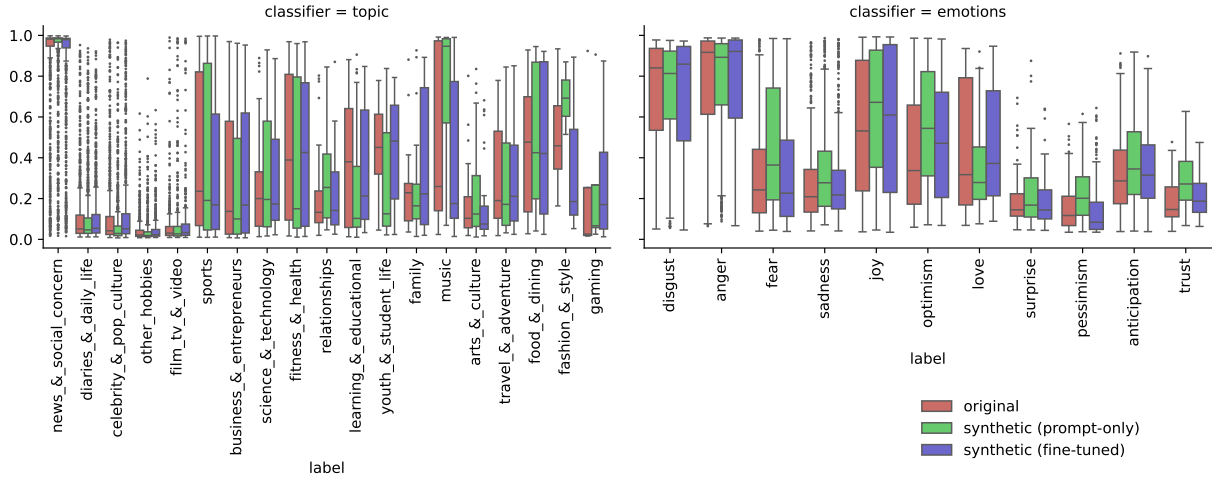 classifier = topic
classifier = emotions
1.0
0.8
0.6
0.4
0.2
0.0
news_&_social_concern
diaries_&_daily_life
celebrity_&_pop_culture
other_hobbies
film_tv_&_video
sports
business_&_entrepreneurs
science_&_technology
fitness_&_health
relationships
learning_&_educational
youth_&_student_life
family
music
arts_&_culture
travel_&_adventure
food_&_dining
fashion_&_style
gaming
label
disgust
anger
fear
sadness
joy
optimism
love
surprise
pessimism
anticipation
trust
label
original
synthetic (prompt-only)
synthetic (fine-tuned)